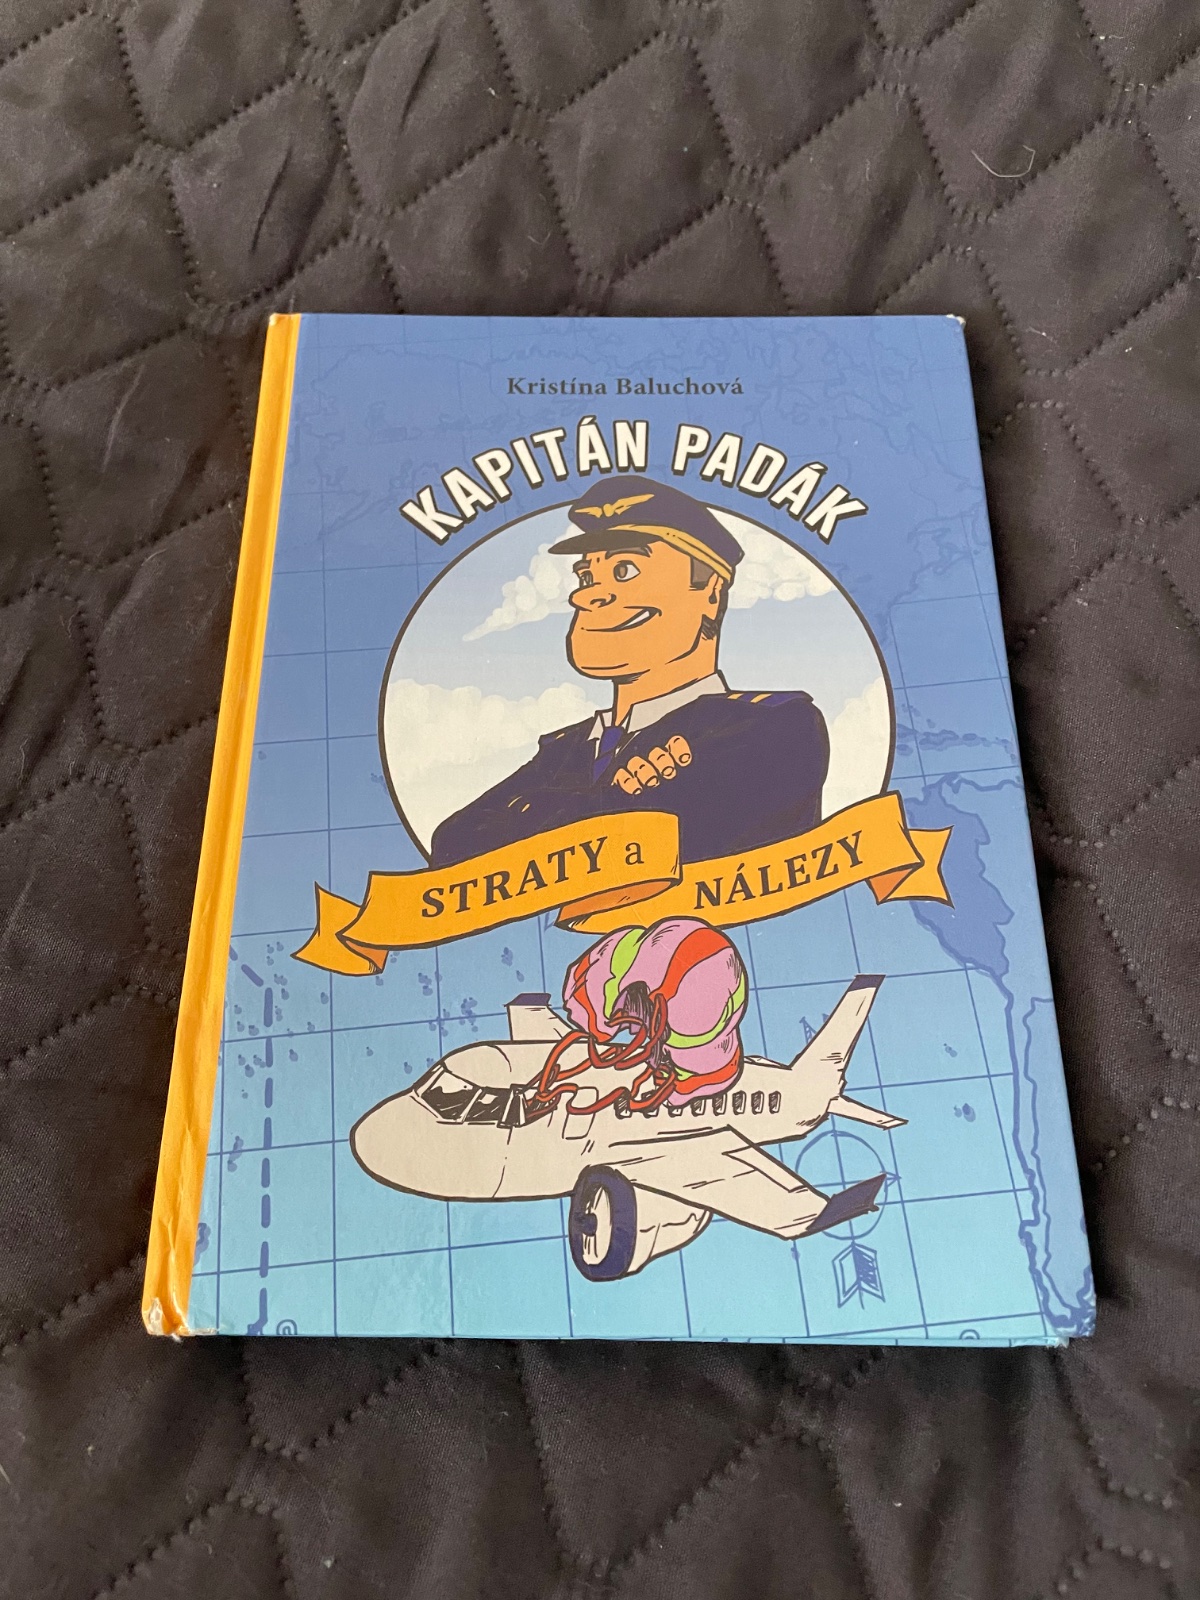 Kristína Baluchová
KAPITÁN PADÁK
STRATY a NÁLEZY